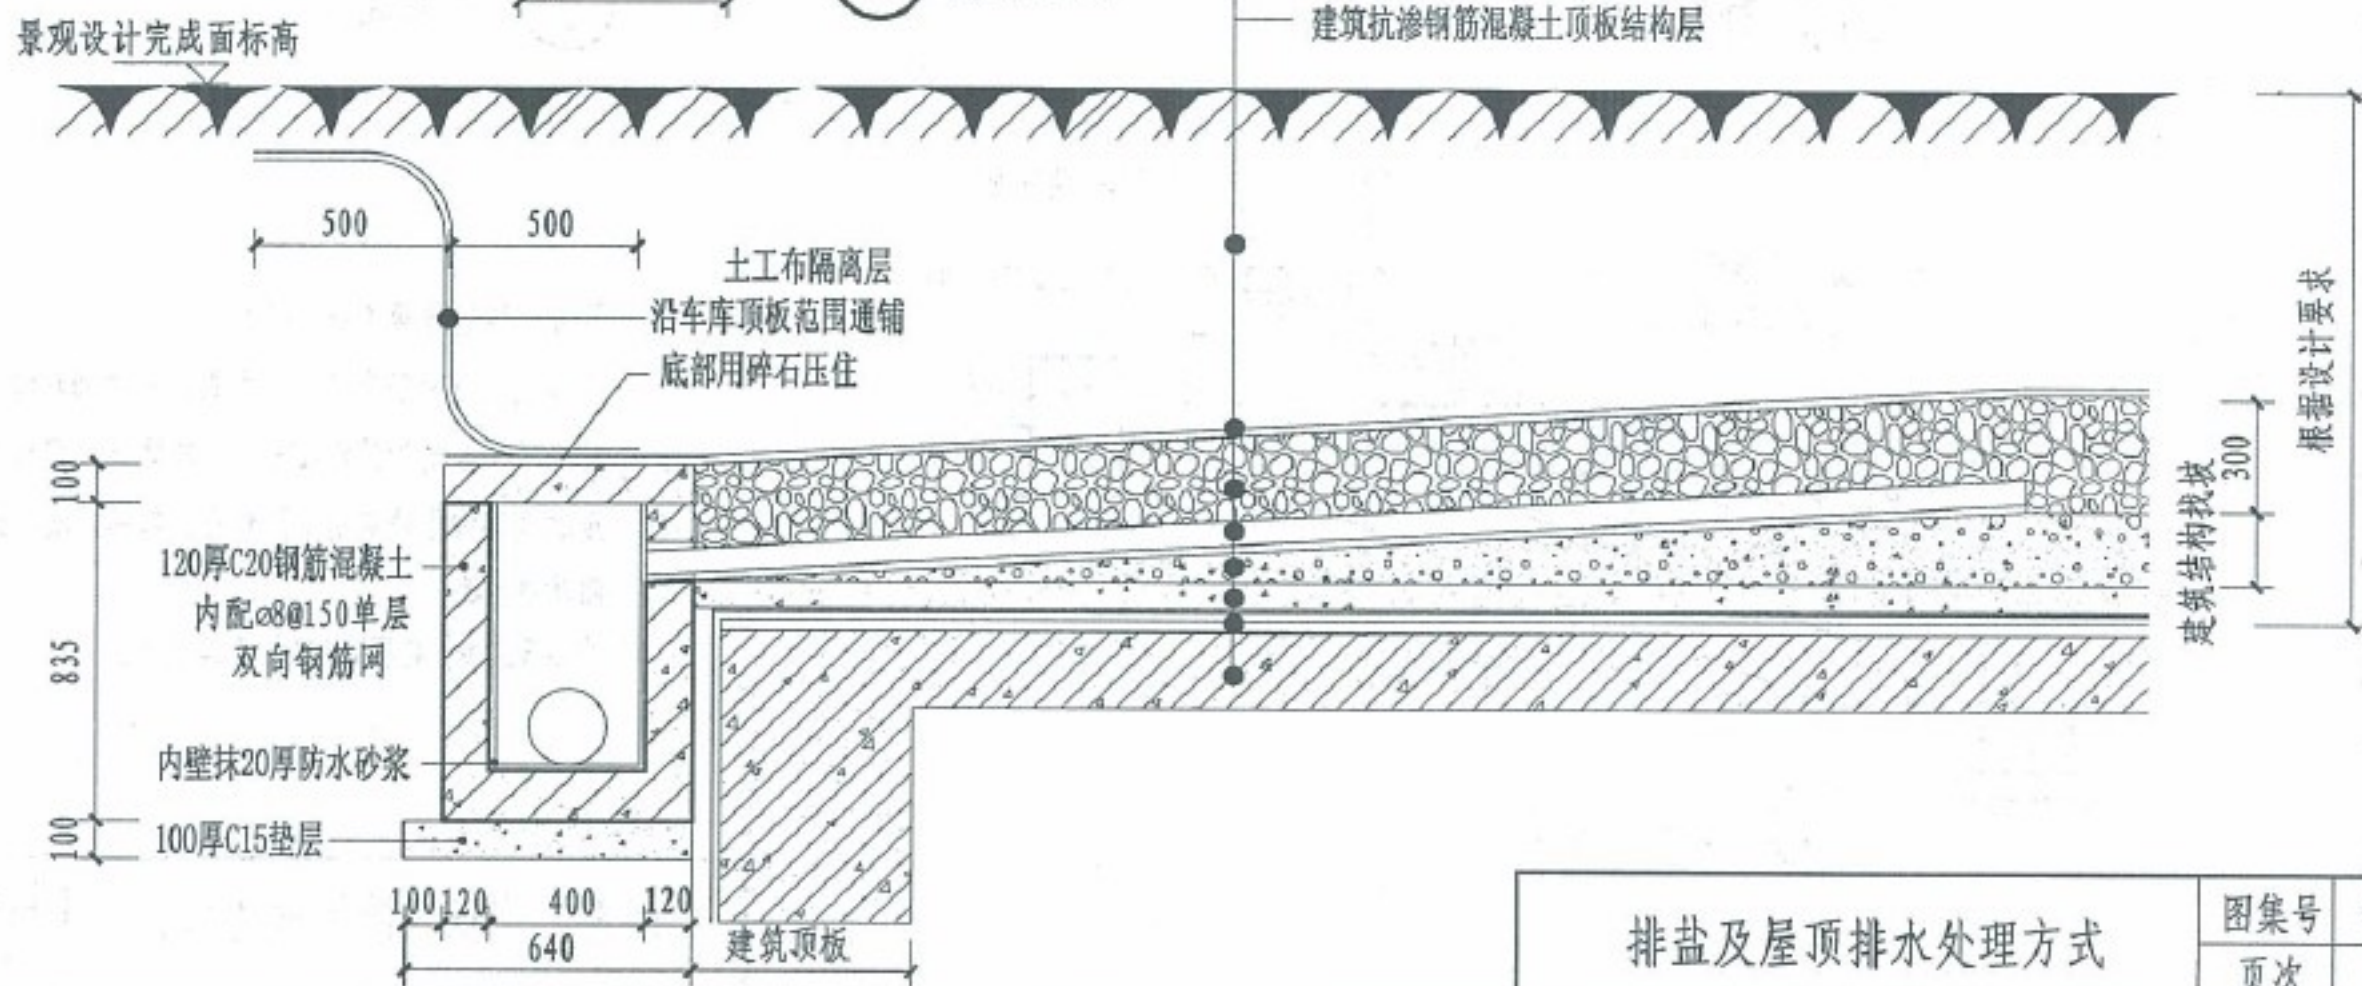 建筑抗渗钢筋混凝土顶板结构层
景观设计完成面标高
500
500
土工布隔离层
沿车库顶板范围通铺
底部用碎石压住
根据设计要求
300
建筑结构找坡
100
120厚C20钢筋混凝土
内配⌀8@150单层
双向钢筋网
835
内壁抹20厚防水砂浆
100
100厚C15垫层
100 120 400 120
640
建筑顶板
排盐及屋顶排水处理方式
图集号
页次